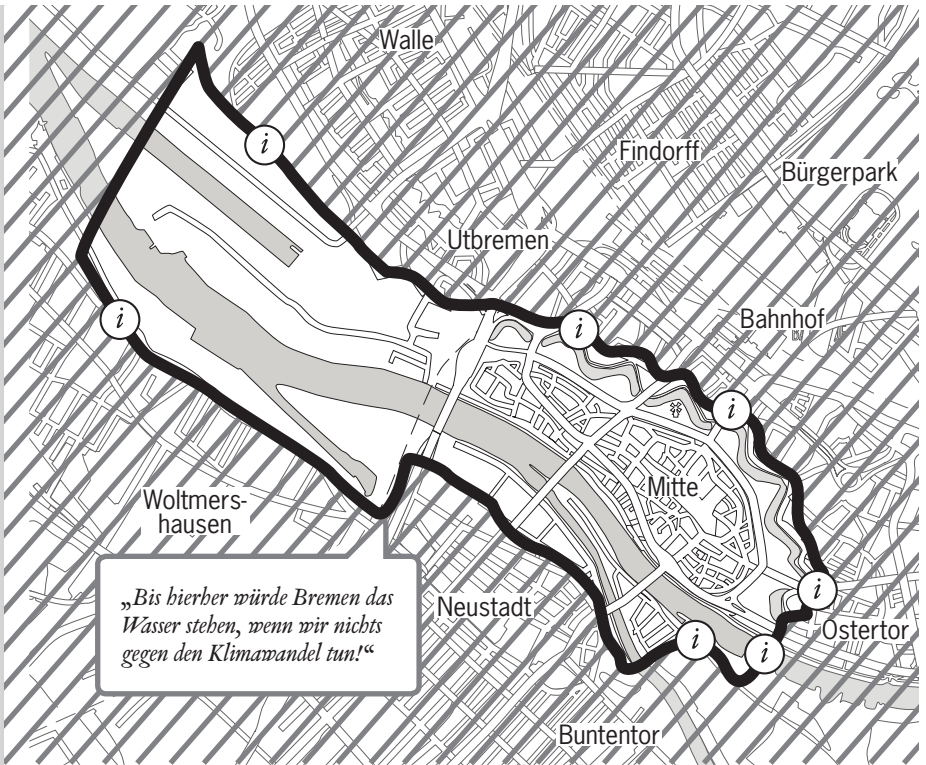 Walle
Findorff
Bürgerpark
Utbremen
i
i
i
Bahnhof
i
Mitte
Woltmers-
hausen
„Bis hierher würde Bremen das
Wasser stehen, wenn wir nichts
gegen den Klimawandel tun!“
Neustadt
i
Ostertor
i
i
Buntentor